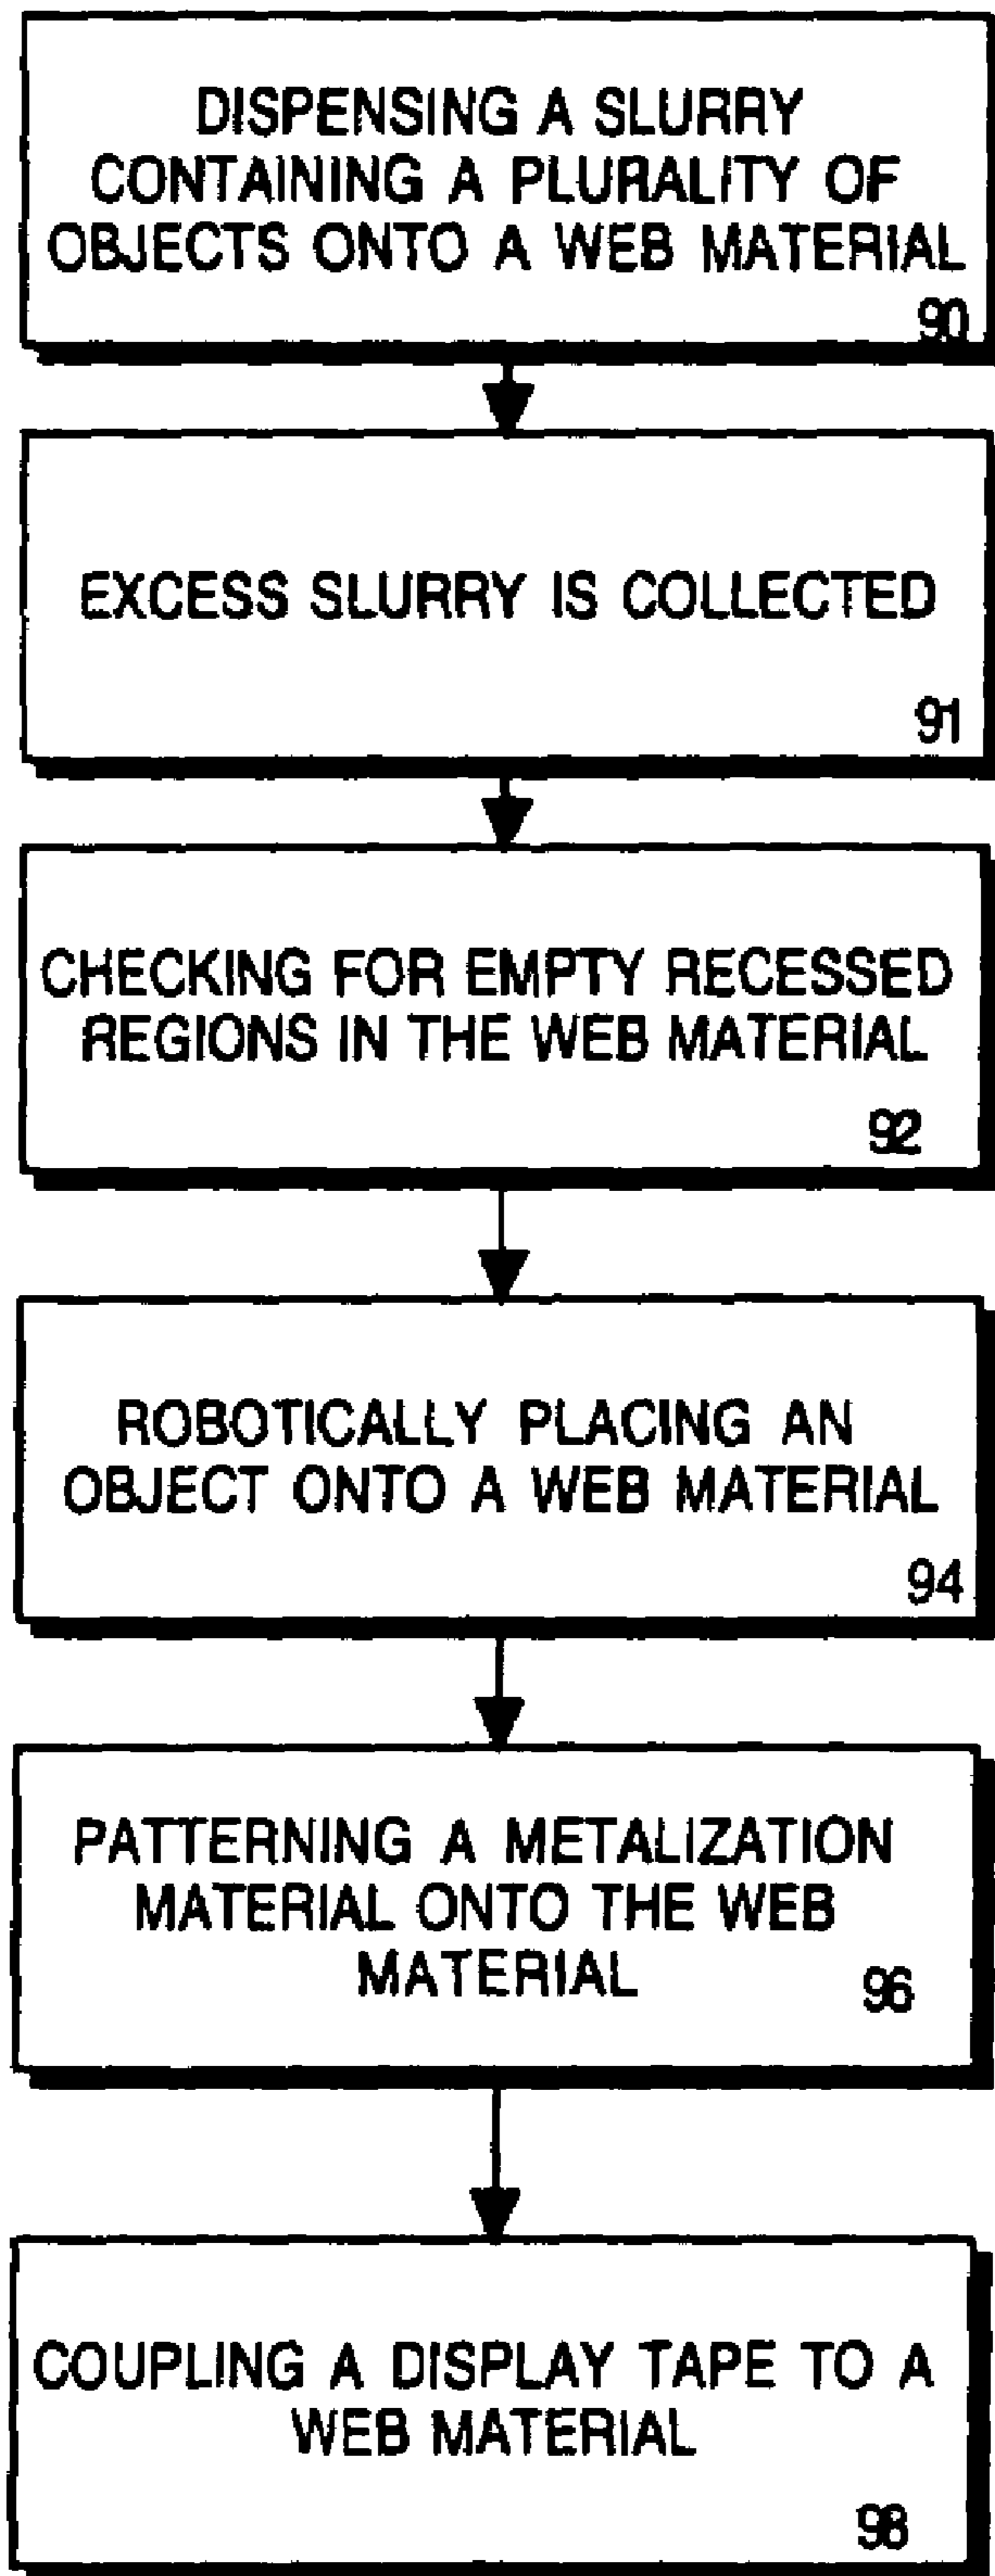 DISPENSING A SLURRY
CONTAINING A PLURALITY OF
OBJECTS ONTO A WEB MATERIAL
90
EXCESS SLURRY IS COLLECTED
91
CHECKING FOR EMPTY RECESSED
REGIONS IN THE WEB MATERIAL
92
ROBOTICALLY PLACING AN
OBJECT ONTO A WEB MATERIAL
94
PATTERNING A METALIZATION
MATERIAL ONTO THE WEB
MATERIAL
96
COUPLING A DISPLAY TAPE TO A
WEB MATERIAL
98